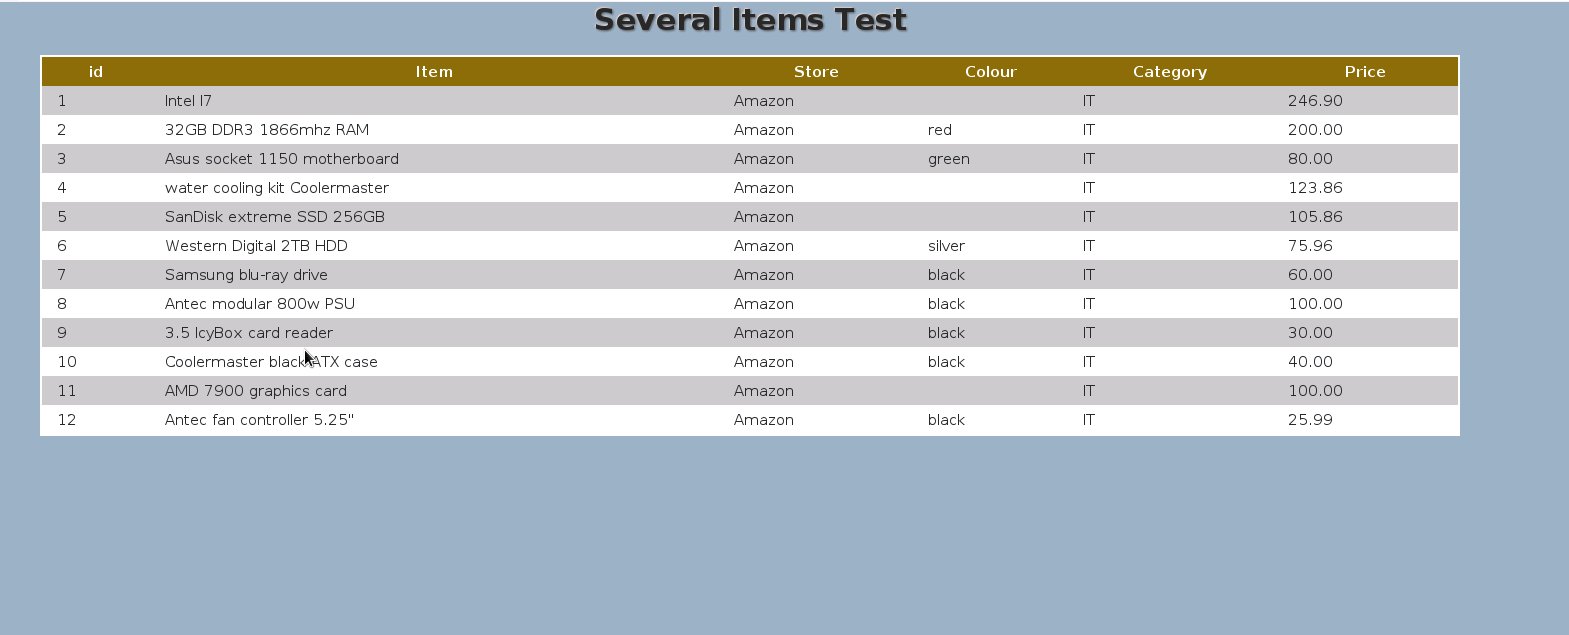 Several Items Test
id Item Store Colour Category Price
1 Intel I7 Amazon IT 246.90
2 32GB DDR3 1866mhz RAM Amazon red IT 200.00
3 Asus socket 1150 motherboard Amazon green IT 80.00
4 water cooling kit Coolermaster Amazon IT 123.86
5 SanDisk extreme SSD 256GB Amazon IT 105.86
6 Western Digital 2TB HDD Amazon silver IT 75.96
7 Samsung blu-ray drive Amazon black IT 60.00
8 Antec modular 800w PSU Amazon black IT 100.00
9 3.5 IcyBox card reader Amazon black IT 30.00
10 Coolermaster black ATX case Amazon black IT 40.00
11 AMD 7900 graphics card Amazon IT 100.00
12 Antec fan controller 5.25" Amazon black IT 25.99